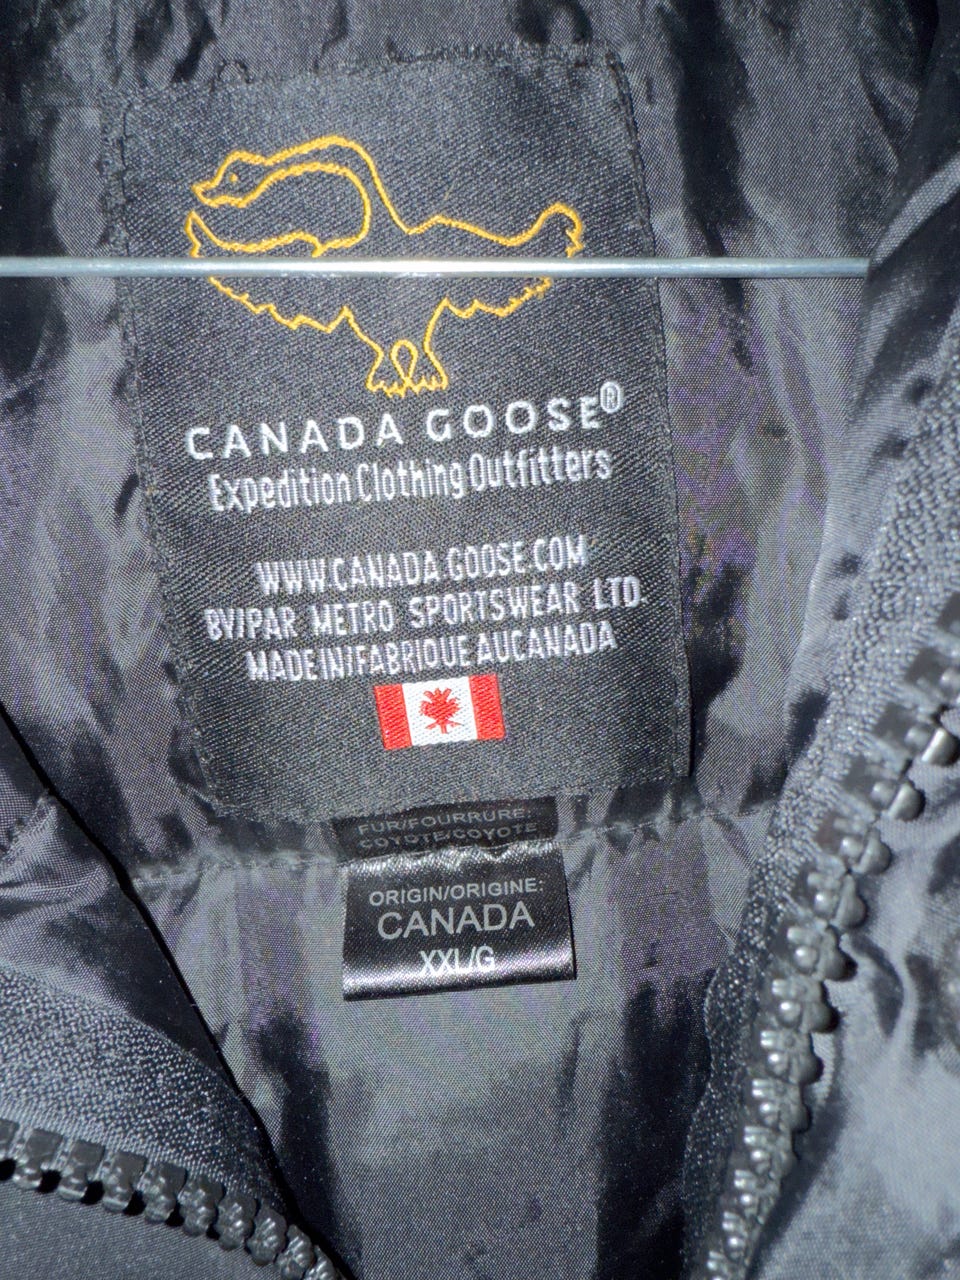 CANADA GOOSE®
Expedition Clothing Outfitters
WWW.CANADA GOOSE.COM
BY/PAR METRO SPORTSWEAR LTD.
MADE IN/FABRIQUE AU CANADA
FUR/FOURRURE:
COYOTE/COYOTE
ORIGIN/ORIGINE:
CANADA
XXL/G